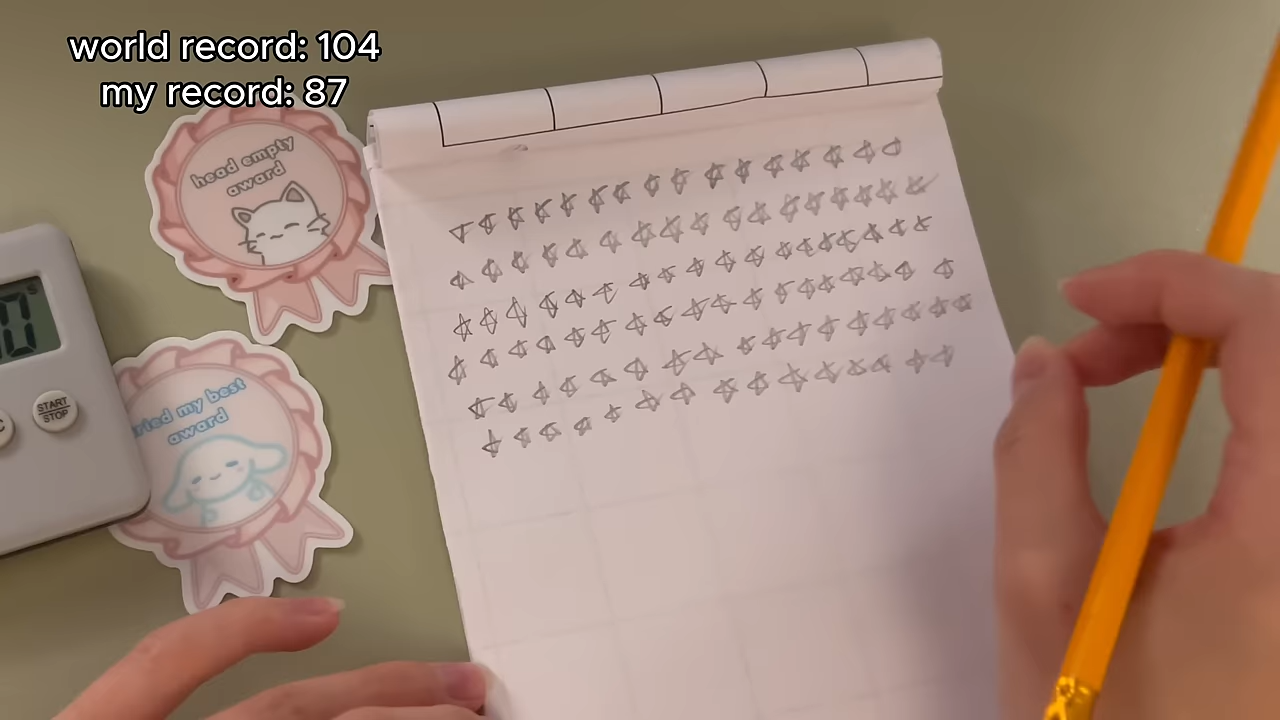 world record: 104
my record: 87
head empty
award
tried my best
award
START
STOP